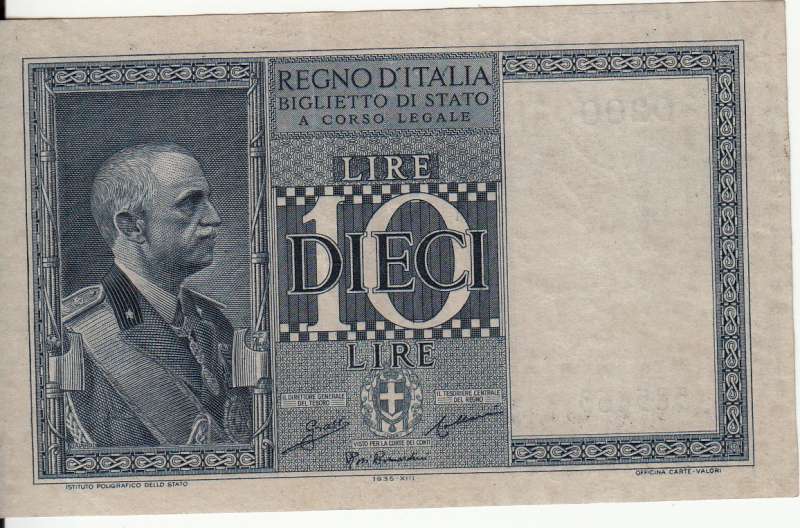 REGNO D'ITALIA
BIGLIETTO DI STATO
A CORSO LEGALE
LIRE
10
DIECI
LIRE
IL DIRETTORE GENERALE
DEL TESORO
IL TESORIERE CENTRALE
DEL REGNO
VISTO PER LA CORTE DEI CONTI
1935-XIII
ISTITUTO POLIGRAFICO DELLO STATO
OFFICINA CARTE-VALORI